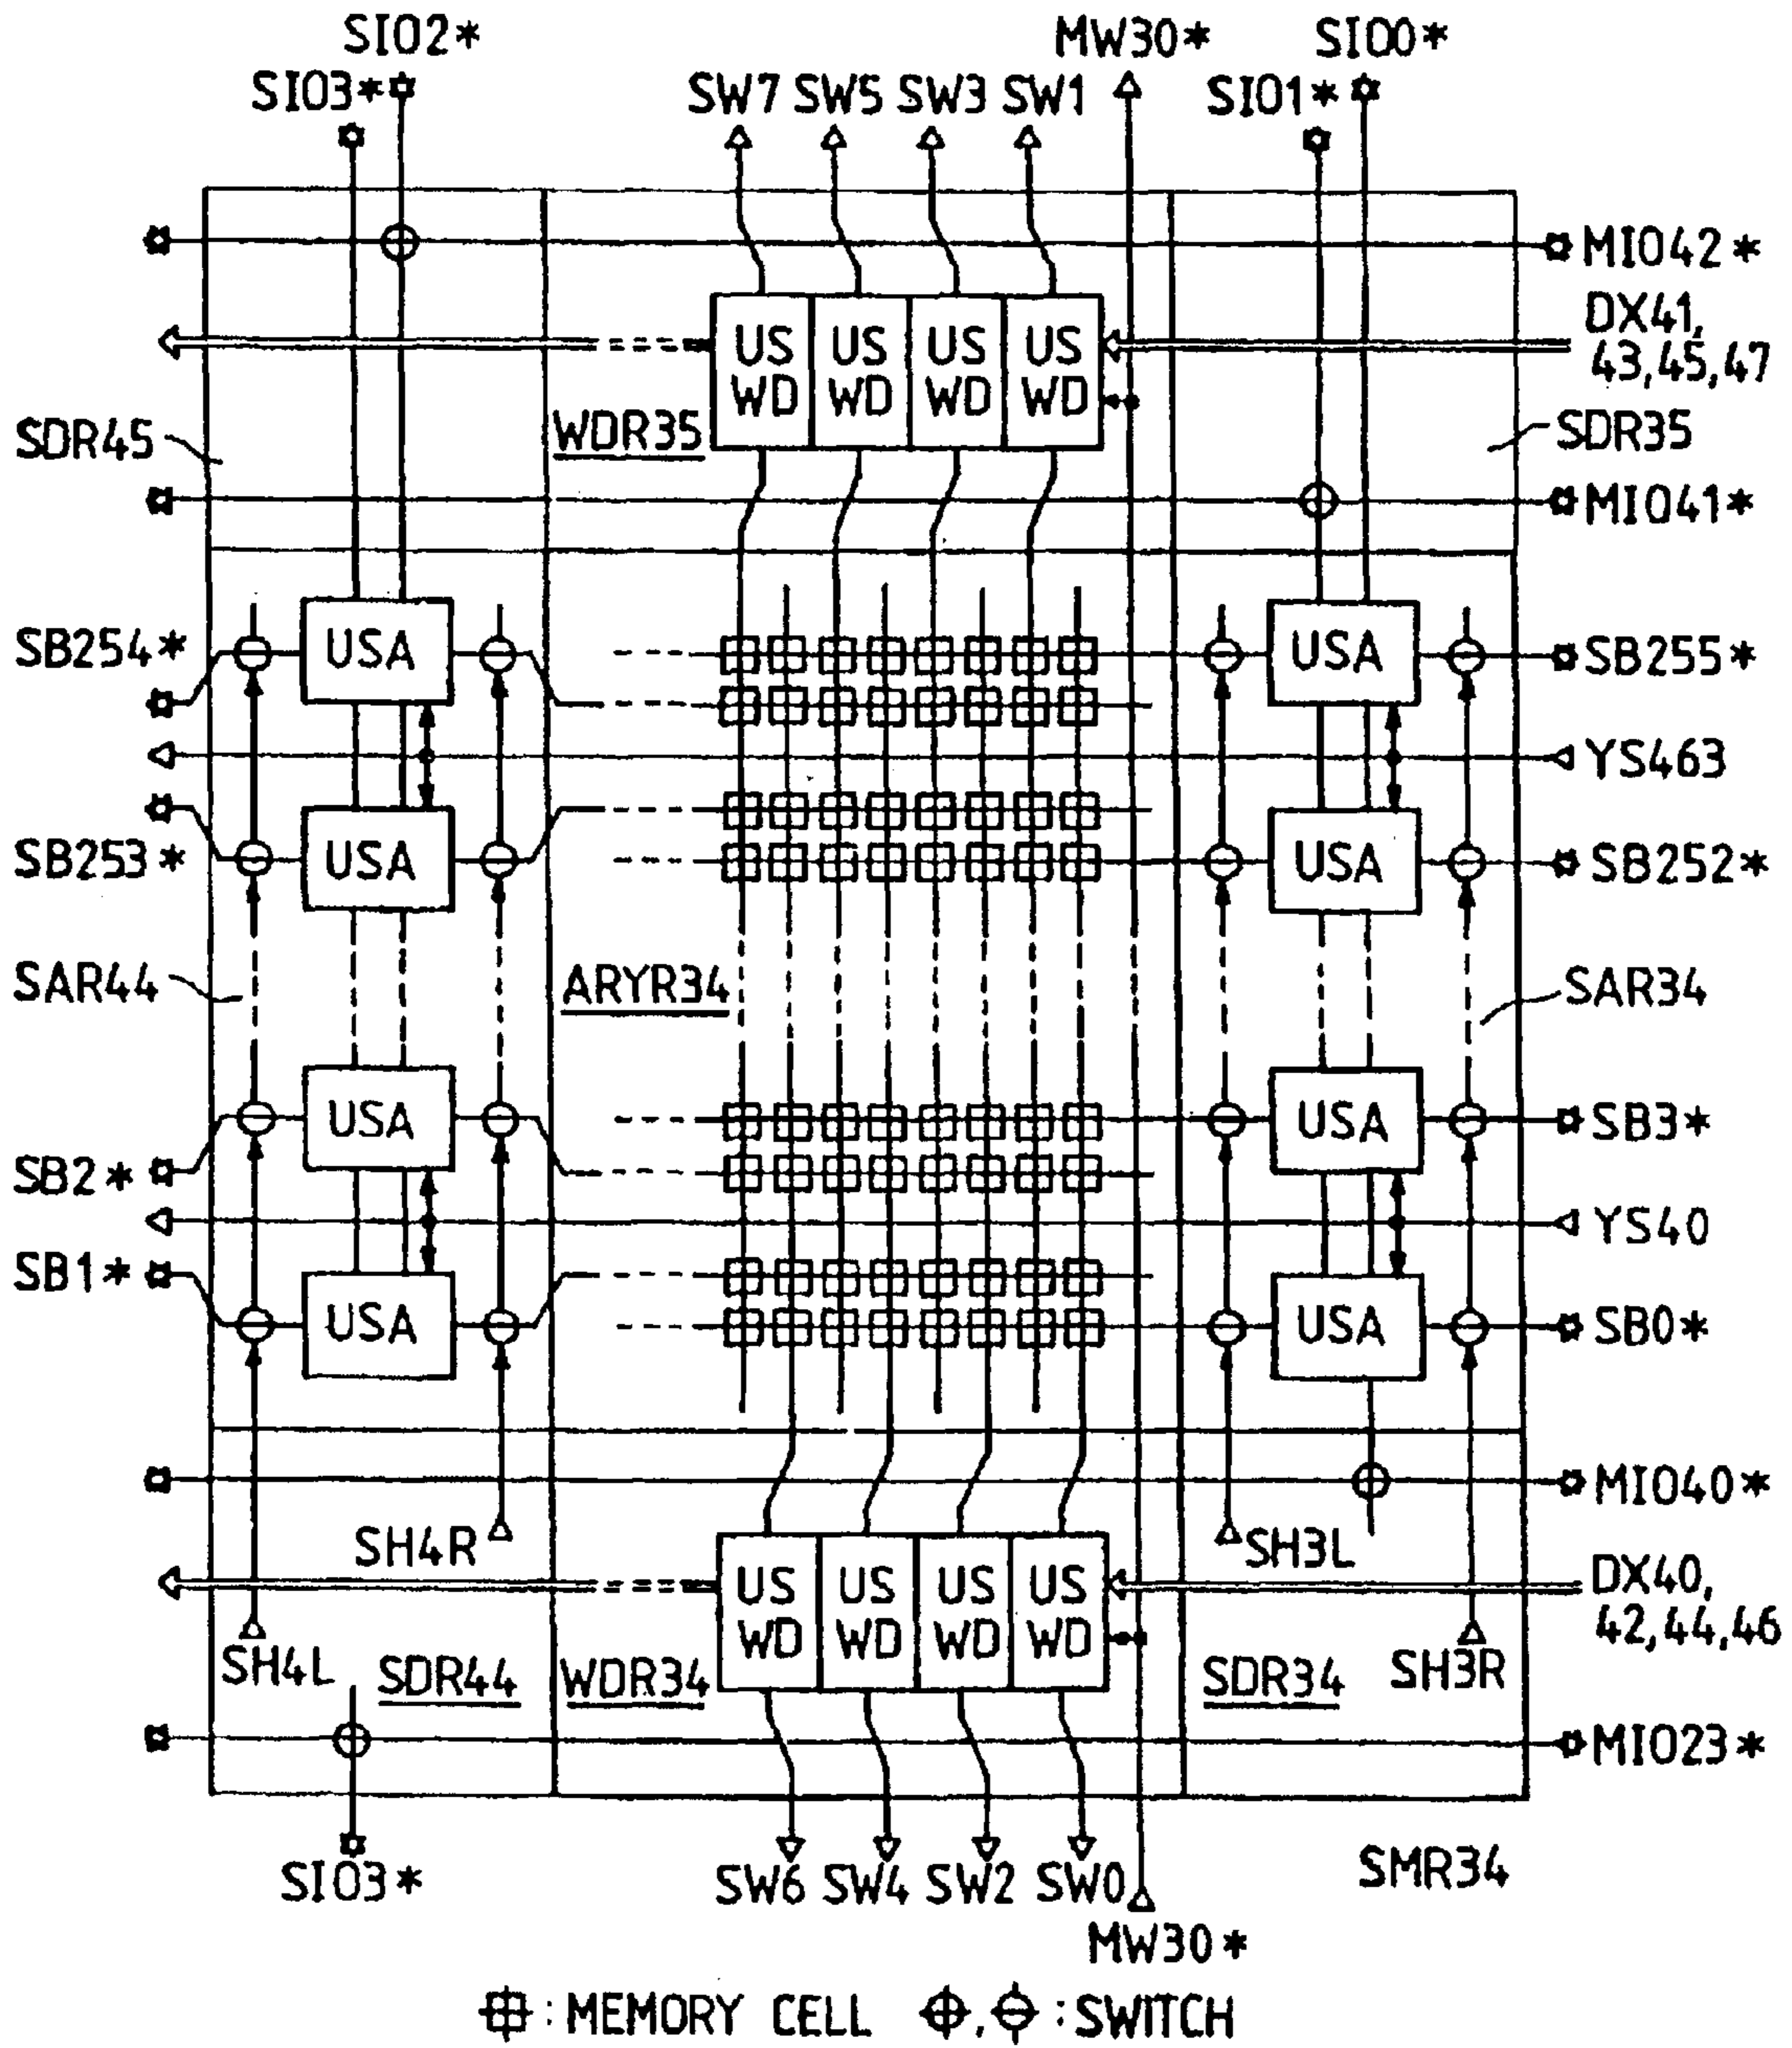 SIO2* MW30* SIO0*
SIO3* SW7 SW5 SW3 SW1 SIO1*
MIO42*
DX41,
43,45,47
US US US US
WD WD WD WD
SDR45 WDR35 SDR35
MIO41*
SB254* USA USA SB255*
YS463
SB253* USA USA SB252*
SAR44 ARYR34 SAR34
USA USA SB3*
SB2*
YS40
SB1*
USA USA SB0*
MIO40*
SH4R SH3L
US US US US
WD WD WD WD
DX40,
42,44,46
SH4L SDR44 WDR34 SDR34 SH3R
MIO23*
SIO3* SW6 SW4 SW2 SW0 SMR34
MW30*
: MEMORY CELL , : SWITCH